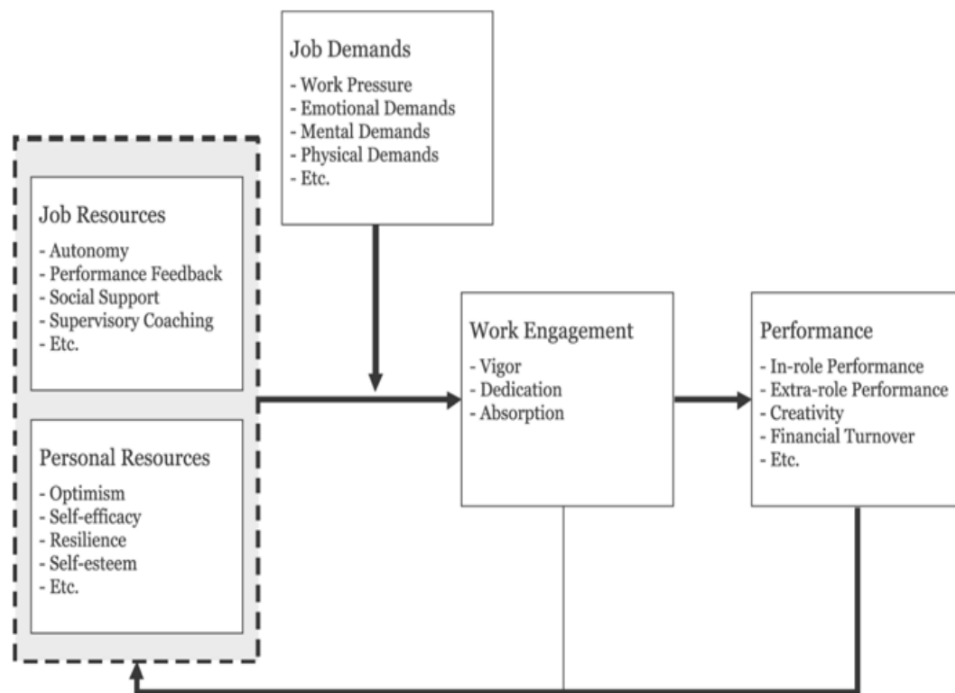 Job Demands
- Work Pressure
- Emotional Demands
- Mental Demands
- Physical Demands
- Etc.
Job Resources
- Autonomy
- Performance Feedback
- Social Support
- Supervisory Coaching
- Etc.
Personal Resources
- Optimism
- Self-efficacy
- Resilience
- Self-esteem
- Etc.
Work Engagement
- Vigor
- Dedication
- Absorption
Performance
- In-role Performance
- Extra-role Performance
- Creativity
- Financial Turnover
- Etc.